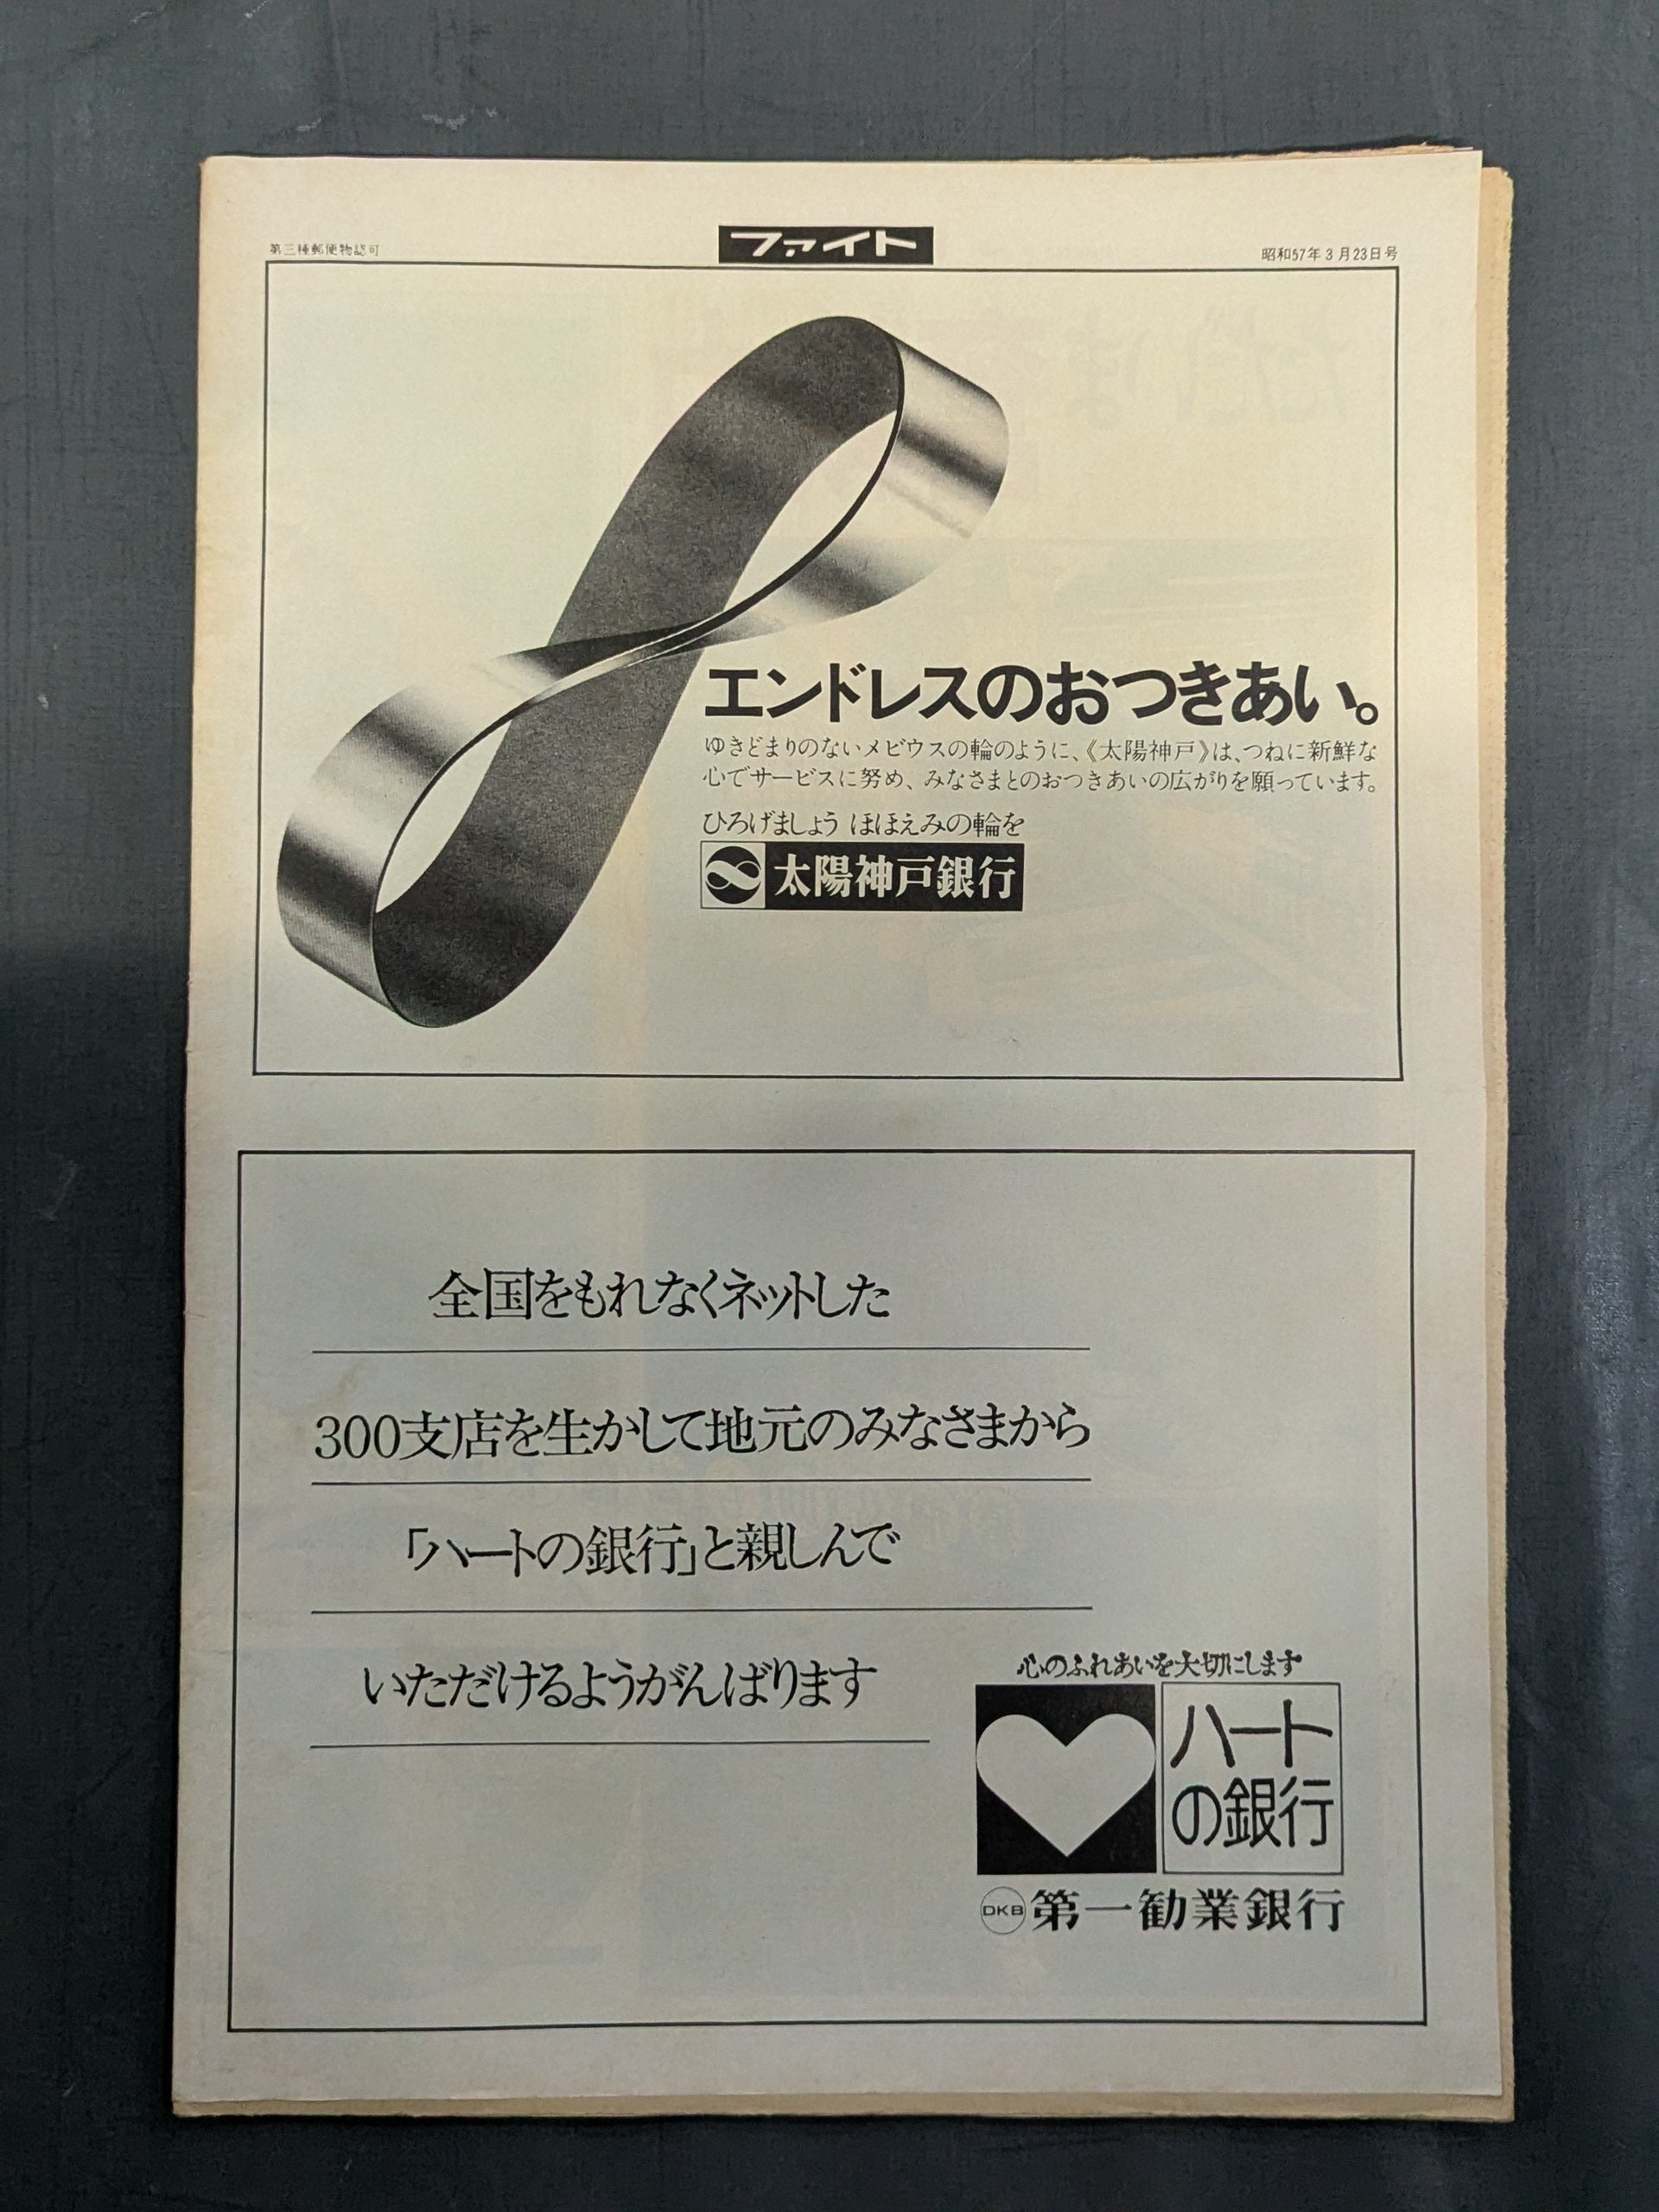 第三種郵便物認可
ファイト
昭和57年3月23日号
エンドレスのおつきあい。
ゆきどまりのないメビウスの輪のように、《太陽神戸》は、つねに新鮮な
心でサービスに努め、みなさまとのおつきあいの広がりを願っています。
ひろげましょう ほほえみの輪を
太陽神戸銀行
全国をもれなくネットした
300支店を生かして地元のみなさまから
「ハートの銀行」と親しんで
いただけるようがんばります
心のふれあいを大切にします
ハート
の銀行
DKB 第一勧業銀行